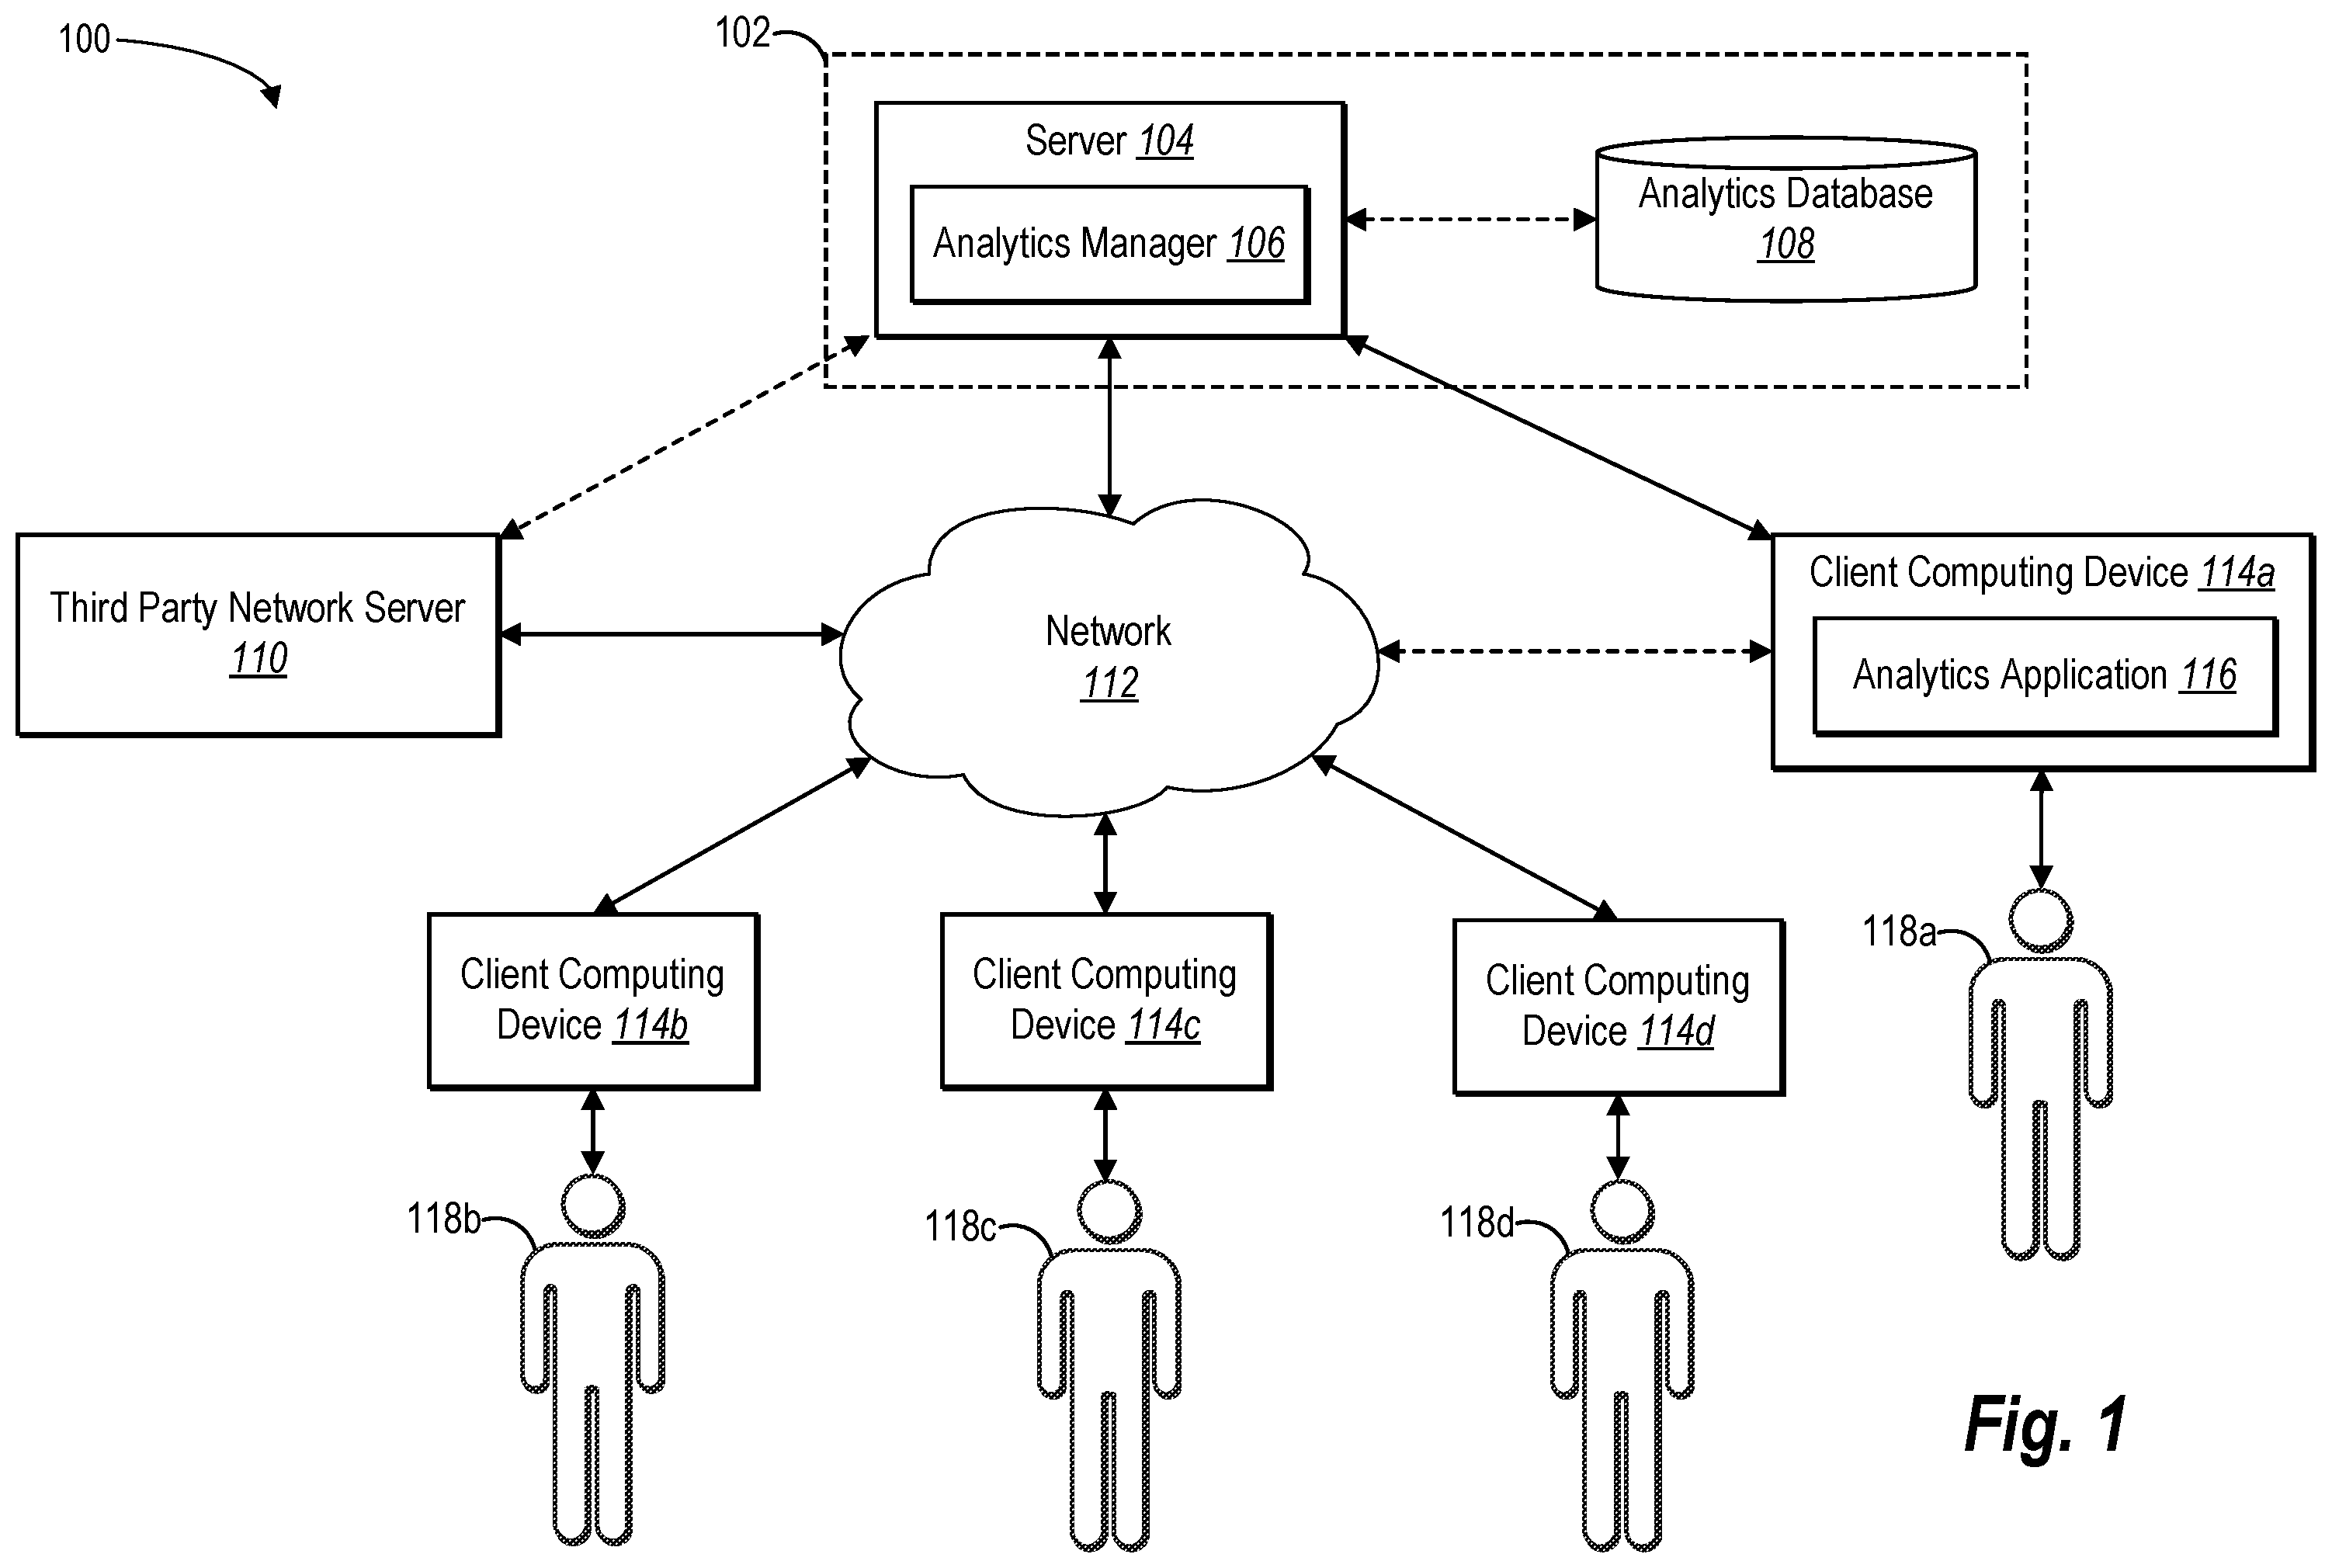 100
102
Server 104
Analytics Manager 106
Analytics Database
108
Third Party Network Server
110
Network
112
Client Computing Device 114a
Analytics Application 116
118a
Client Computing
Device 114b
Client Computing
Device 114c
Client Computing
Device 114d
118b
118c
118d
Fig. 1